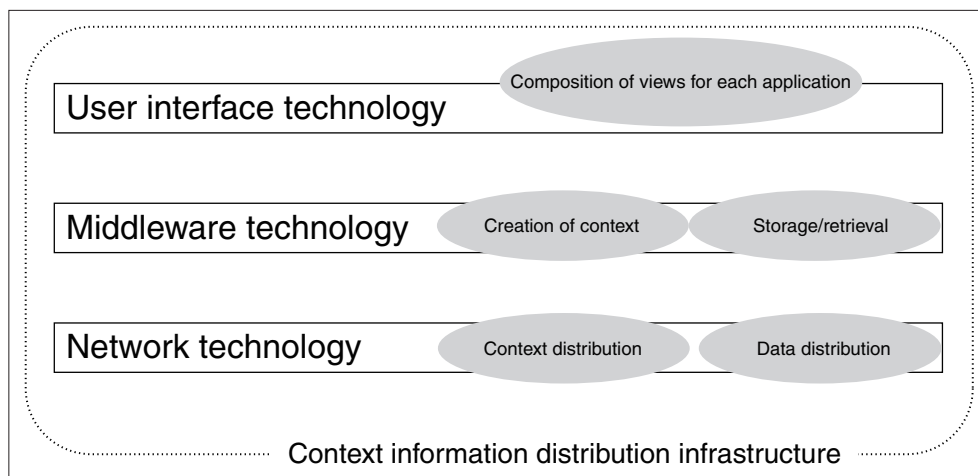 Composition of views for each application
User interface technology
Middleware technology
Creation of context
Storage/retrieval
Network technology
Context distribution
Data distribution
Context information distribution infrastructure